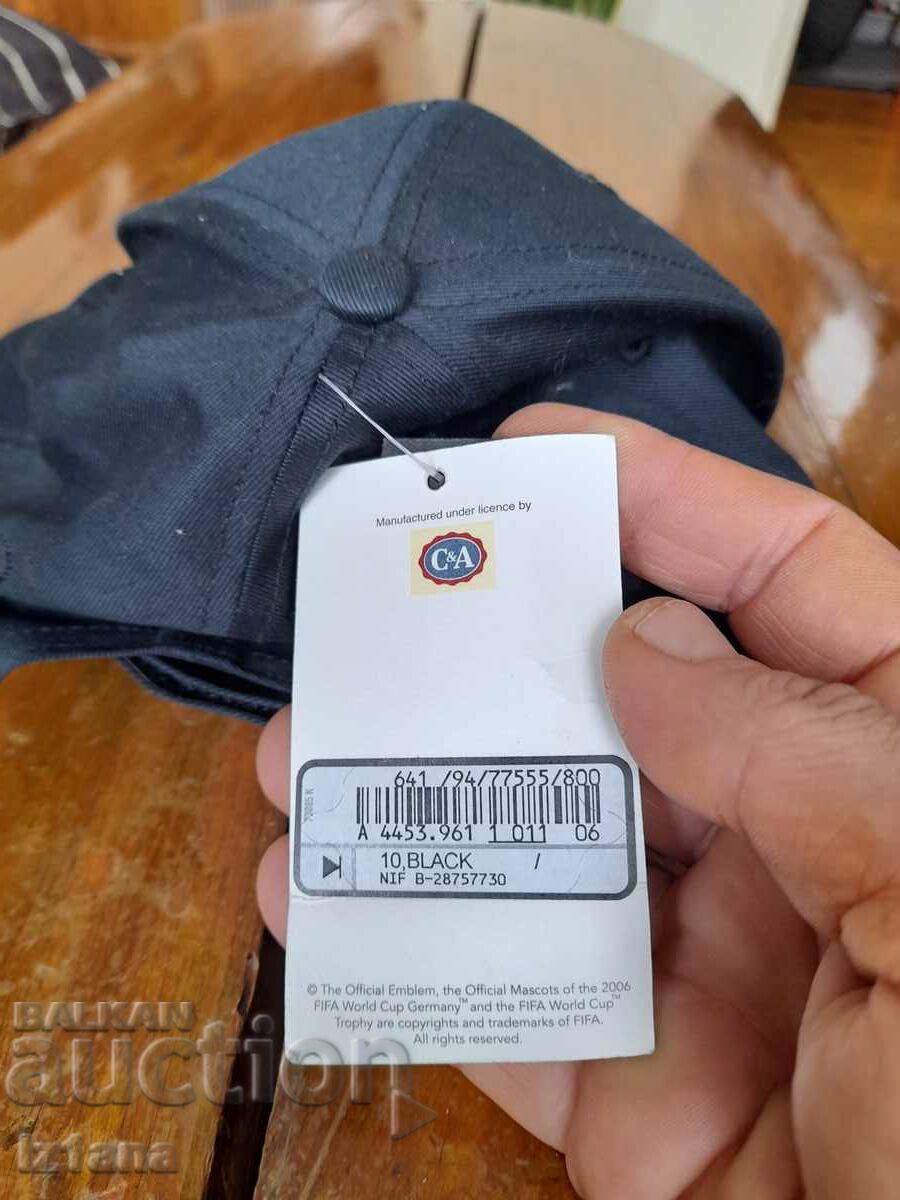 Manufactured under licence by
C&A
641 /94/77555/800
A 4453.961 1 011 06
10,BLACK /
NIF B-28757730
© The Official Emblem, the Official Mascots of the 2006
FIFA World Cup Germany™ and the FIFA World Cup™
Trophy are copyrights and trademarks of FIFA.
All rights reserved.
BALKAN
auction
iztana